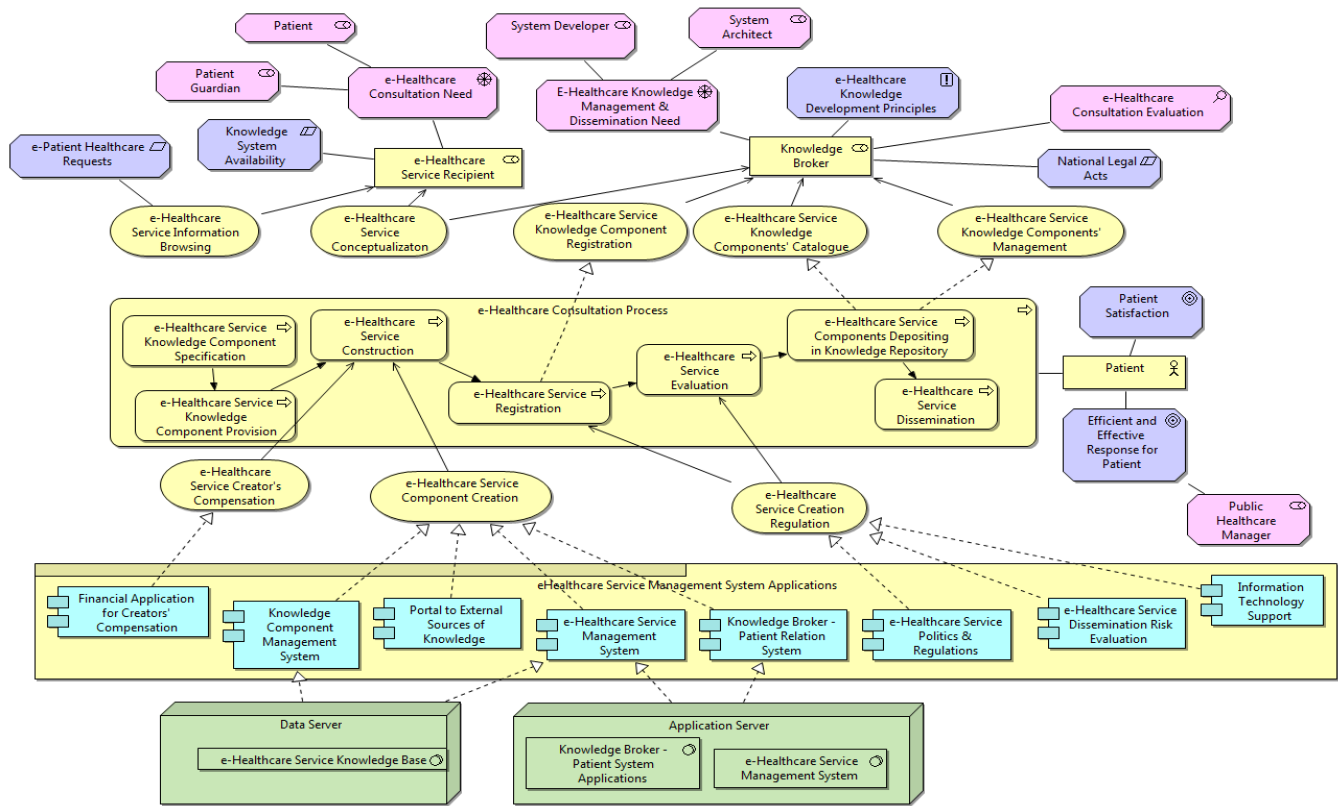 Patient
System Developer
System
Architect
Patient
Guardian
e-Healthcare
Consultation Need
E-Healthcare Knowledge
Management &
Dissemination Need
e-Healthcare
Knowledge
Development Principles
e-Healthcare
Consultation Evaluation
e-Patient Healthcare
Requests
Knowledge
System
Availability
e-Healthcare
Service Recipient
Knowledge
Broker
National Legal
Acts
e-Healthcare
Service Information
Browsing
e-Healthcare
Service
Conceptualizaton
e-Healthcare Service
Knowledge Component
Registration
e-Healthcare Service
Knowledge
Components' Catalogue
e-Healthcare Service
Knowledge Components'
Management
e-Healthcare Consultation Process
e-Healthcare Service
Knowledge Component
Specification
e-Healthcare
Service
Construction
e-Healthcare Service
Knowledge
Component Provision
e-Healthcare Service
Registration
e-Healthcare
Service
Evaluation
e-Healthcare Service
Components Depositing
in Knowledge Repository
e-Healthcare
Service
Dissemination
Patient
Satisfaction
Patient
Efficient and
Effective
Response for
Patient
Public
Healthcare
Manager
e-Healthcare
Service Creator's
Compensation
e-Healthcare Service
Component Creation
e-Healthcare
Service Creation
Regulation
eHealthcare Service Management System Applications
Financial Application
for Creators'
Compensation
Knowledge
Component
Management
System
Portal to External
Sources of
Knowledge
e-Healthcare Service
Management
System
Knowledge Broker -
Patient Relation
System
e-Healthcare Service
Politics &
Regulations
e-Healthcare Service
Dissemination Risk
Evaluation
Information
Technology
Support
Data Server
e-Healthcare Service Knowledge Base
Application Server
Knowledge Broker -
Patient System
Applications
e-Healthcare Service
Management System